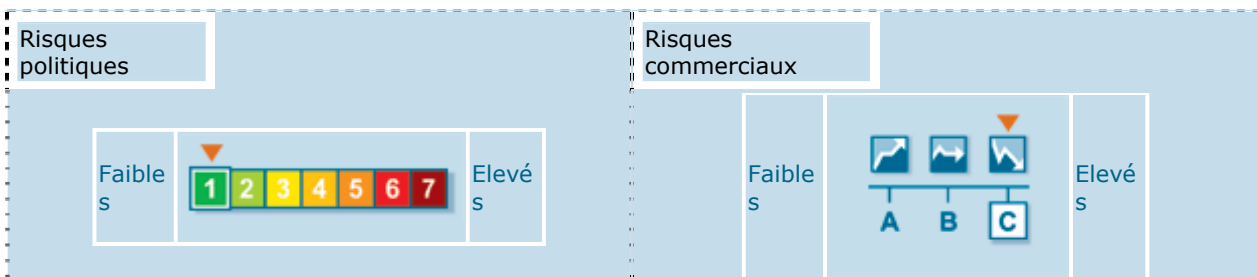 Risques
politiques
Faible
s
1 2 3 4 5 6 7
Elevé
s
Risques
commerciaux
Faible
s
A B C
Elevé
s